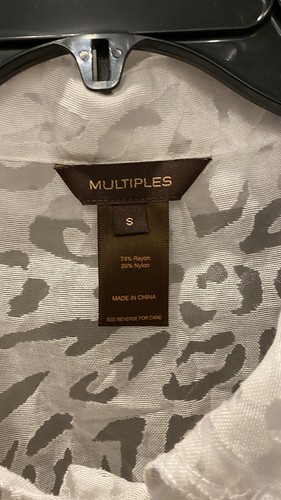 MULTIPLES
S
74% Rayon
26% Nylon
MADE IN CHINA
SEE REVERSE FOR CARE